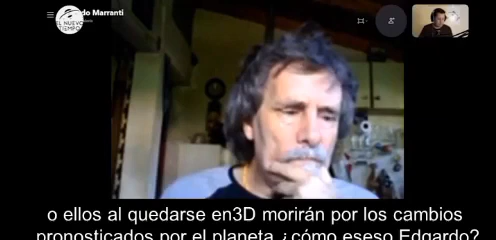 do Marranti
EL NUEVO
TIEMPO
o ellos al quedarse en3D morirán por los cambios
pronosticados por el planeta ¿cómo eseso Edgardo?